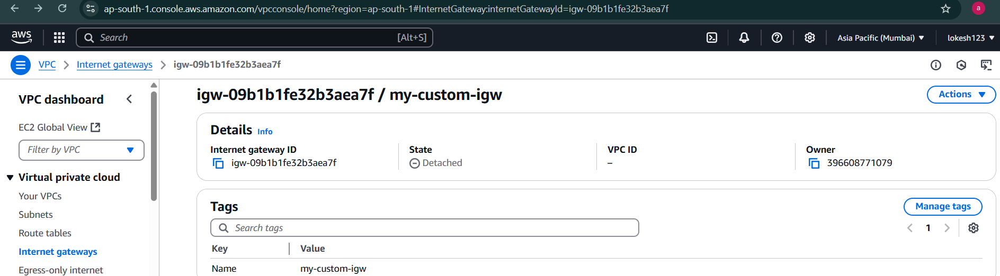 ap-south-1.console.aws.amazon.com/vpcconsole/home?region=ap-south-1#InternetGateway:internetGatewayId=igw-09b1b1fe32b3aea7f
a
aws
Search
[Alt+S]
Asia Pacific (Mumbai)
lokesh123
VPC
Internet gateways
igw-09b1b1fe32b3aea7f
VPC dashboard
EC2 Global View
Filter by VPC
Virtual private cloud
Your VPCs
Subnets
Route tables
Internet gateways
Egress-only internet
igw-09b1b1fe32b3aea7f / my-custom-igw
Actions
Details Info
Internet gateway ID
igw-09b1b1fe32b3aea7f
State
Detached
VPC ID
–
Owner
396608771079
Tags
Manage tags
Search tags
1
Key Value
Name my-custom-igw